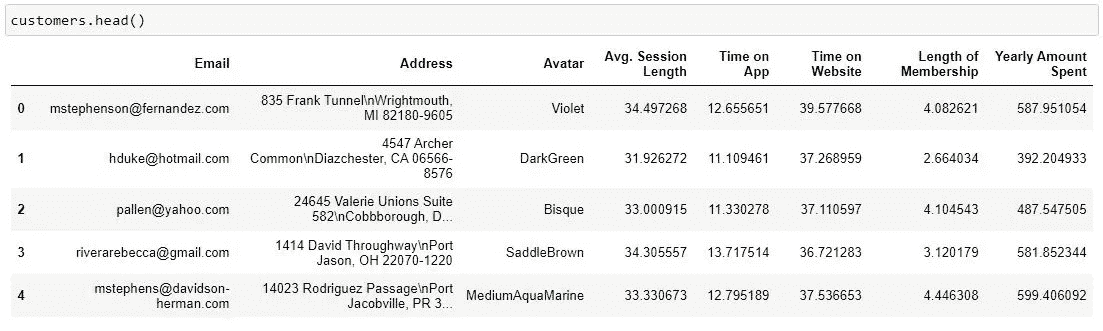 customers.head()
Email Address Avatar Avg. Session Length Time on App Time on Website Length of Membership Yearly Amount Spent
0 mstephenson@fernandez.com 835 Frank Tunnel\nWrightmouth, MI 82180-9605 Violet 34.497268 12.655651 39.577668 4.082621 587.951054
1 hduke@hotmail.com 4547 Archer Common\nDiazchester, CA 06566-8576 DarkGreen 31.926272 11.109461 37.268959 2.664034 392.204933
2 pallen@yahoo.com 24645 Valerie Unions Suite 582\nCobbborough, D... Bisque 33.000915 11.330278 37.110597 4.104543 487.547505
3 riverarebecca@gmail.com 1414 David Throughway\nPort Jason, OH 22070-1220 SaddleBrown 34.305557 13.717514 36.721283 3.120179 581.852344
4 mstephens@davidson-herman.com 14023 Rodriguez Passage\nPort Jacobville, PR 3... MediumAquaMarine 33.330673 12.795189 37.536653 4.446308 599.406092